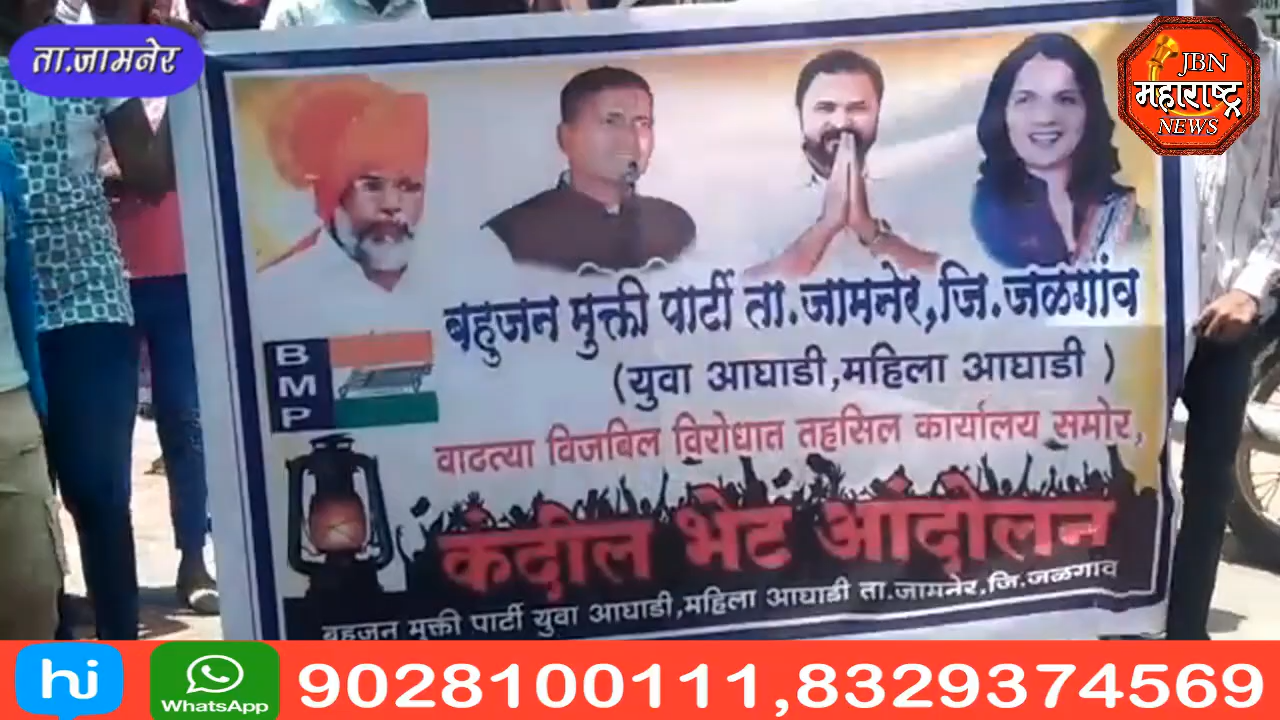 ता.जामनेर
JBN
महाराष्ट्र
NEWS
बहुजन मुक्ती पार्टी ता.जामनेर,जि.जळगांव
(युवा आघाडी,महिला आघाडी )
B
M
P
वाढत्या विजबिल विरोधात तहसिल कार्यालय समोर,
कंदील भेट आंदोलन
बहुजन मुक्ती पार्टी युवा आघाडी,महिला आघाडी ता.जामनेर,जि.जळगाव
hi
WhatsApp
9028100111,8329374569